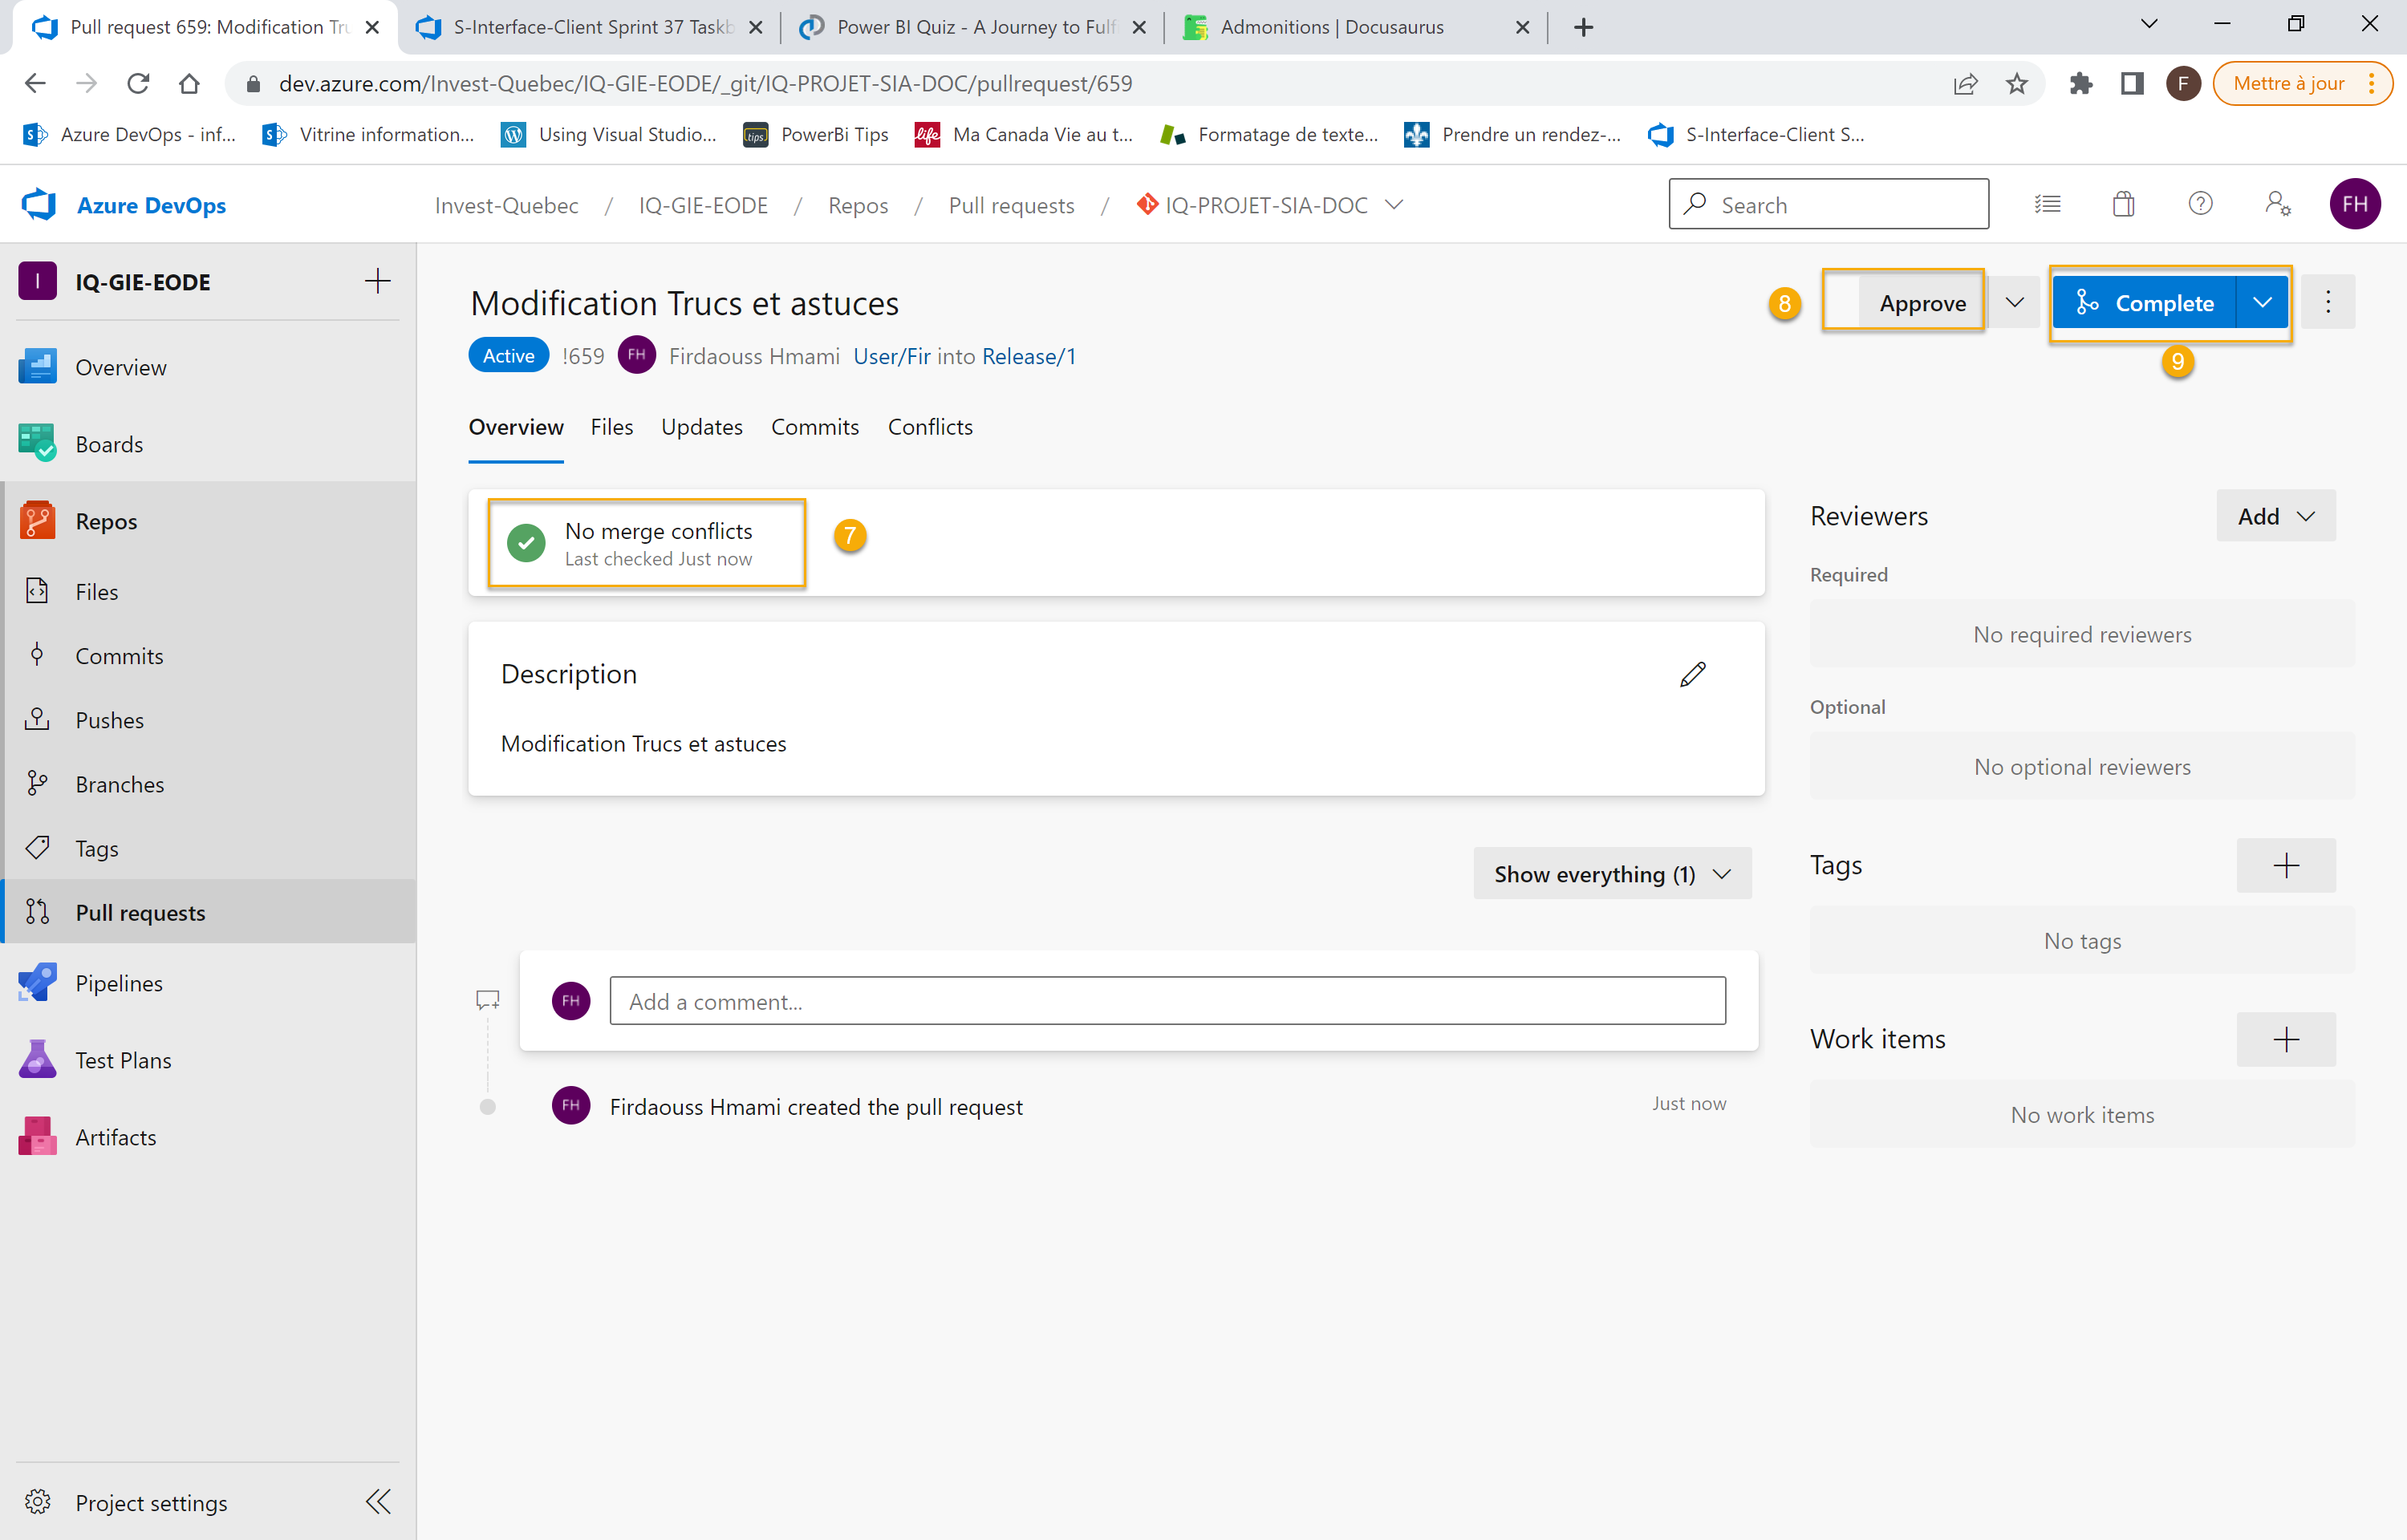 Pull request 659: Modification Tru
S-Interface-Client Sprint 37 Taskb
Power BI Quiz - A Journey to Fulf
Admonitions | Docusaurus
dev.azure.com/Invest-Quebec/IQ-GIE-EODE/_git/IQ-PROJET-SIA-DOC/pullrequest/659
F
Mettre à jour
Azure DevOps - inf...
Vitrine information...
Using Visual Studio...
tips
PowerBi Tips
life
Ma Canada Vie au t...
Formatage de texte...
Prendre un rendez-...
S-Interface-Client S...
Azure DevOps
Invest-Quebec / IQ-GIE-EODE / Repos / Pull requests / IQ-PROJET-SIA-DOC
Search
FH
I
IQ-GIE-EODE
Overview
Boards
Repos
Files
Commits
Pushes
Branches
Tags
Pull requests
Pipelines
Test Plans
Artifacts
Project settings
Modification Trucs et astuces
8
Approve
Complete
9
Active !659 FH Firdaouss Hmami User/Fir into Release/1
Overview Files Updates Commits Conflicts
No merge conflicts
Last checked Just now
7
Description
Modification Trucs et astuces
Show everything (1)
FH
Add a comment...
FH
Firdaouss Hmami created the pull request
Just now
Reviewers
Add
Required
No required reviewers
Optional
No optional reviewers
Tags
No tags
Work items
No work items